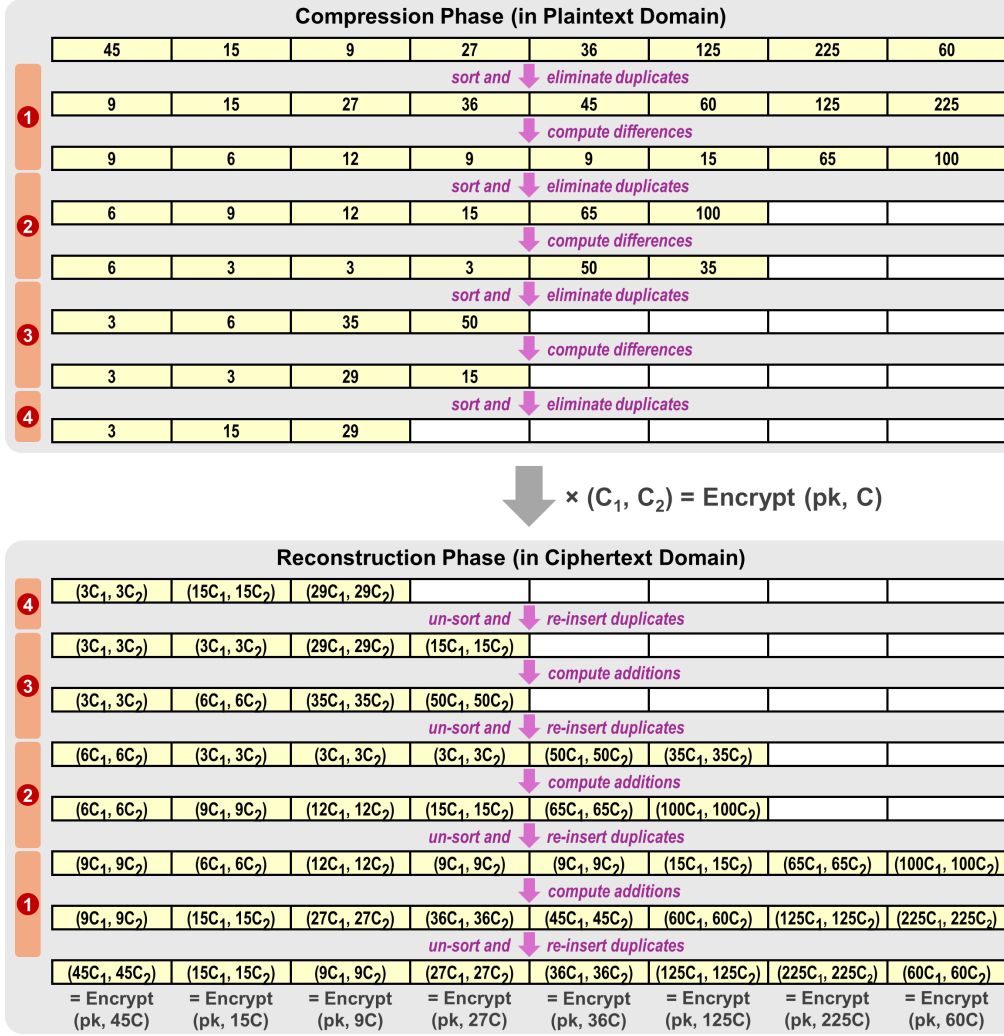 Compression Phase (in Plaintext Domain)
45 15 9 27 36 125 225 60
sort and eliminate duplicates
1
9 15 27 36 45 60 125 225
compute differences
9 6 12 9 9 15 65 100
sort and eliminate duplicates
2
6 9 12 15 65 100
compute differences
6 3 3 3 50 35
sort and eliminate duplicates
3
3 6 35 50
compute differences
3 3 29 15
sort and eliminate duplicates
4
3 15 29
× (C₁, C₂) = Encrypt (pk, C)
Reconstruction Phase (in Ciphertext Domain)
4
(3C₁, 3C₂) (15C₁, 15C₂) (29C₁, 29C₂)
un-sort and re-insert duplicates
(3C₁, 3C₂) (3C₁, 3C₂) (29C₁, 29C₂) (15C₁, 15C₂)
3
compute additions
(3C₁, 3C₂) (6C₁, 6C₂) (35C₁, 35C₂) (50C₁, 50C₂)
un-sort and re-insert duplicates
(6C₁, 6C₂) (3C₁, 3C₂) (3C₁, 3C₂) (3C₁, 3C₂) (50C₁, 50C₂) (35C₁, 35C₂)
2
compute additions
(6C₁, 6C₂) (9C₁, 9C₂) (12C₁, 12C₂) (15C₁, 15C₂) (65C₁, 65C₂) (100C₁, 100C₂)
un-sort and re-insert duplicates
(9C₁, 9C₂) (6C₁, 6C₂) (12C₁, 12C₂) (9C₁, 9C₂) (9C₁, 9C₂) (15C₁, 15C₂) (65C₁, 65C₂) (100C₁, 100C₂)
1
compute additions
(9C₁, 9C₂) (15C₁, 15C₂) (27C₁, 27C₂) (36C₁, 36C₂) (45C₁, 45C₂) (60C₁, 60C₂) (125C₁, 125C₂) (225C₁, 225C₂)
un-sort and re-insert duplicates
(45C₁, 45C₂) (15C₁, 15C₂) (9C₁, 9C₂) (27C₁, 27C₂) (36C₁, 36C₂) (125C₁, 125C₂) (225C₁, 225C₂) (60C₁, 60C₂)
= Encrypt = Encrypt = Encrypt = Encrypt = Encrypt = Encrypt = Encrypt = Encrypt
(pk, 45C) (pk, 15C) (pk, 9C) (pk, 27C) (pk, 36C) (pk, 125C) (pk, 225C) (pk, 60C)